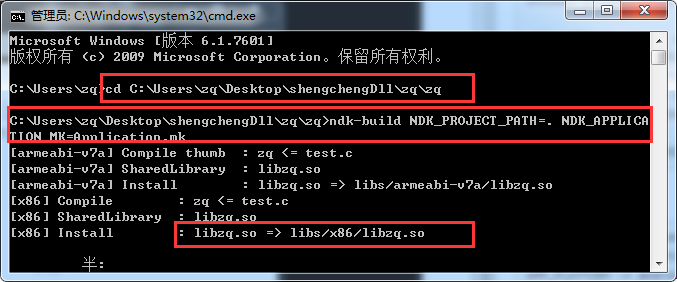 管理员: C:\Windows\system32\cmd.exe
Microsoft Windows [版本 6.1.7601]
版权所有 (c) 2009 Microsoft Corporation。保留所有权利。
C:\Users\zq>cd C:\Users\zq\Desktop\shengchengDll\zq\zq
C:\Users\zq\Desktop\shengchengDll\zq\zq>ndk-build NDK_PROJECT_PATH=. NDK_APPLICA
TION_MK=Application.mk
[armeabi-v7a] Compile thumb  : zq <= test.c
[armeabi-v7a] SharedLibrary  : libzq.so
[armeabi-v7a] Install        : libzq.so => libs/armeabi-v7a/libzq.so
[x86] Compile        : zq <= test.c
[x86] SharedLibrary  : libzq.so
[x86] Install        : libzq.so => libs/x86/libzq.so
半: